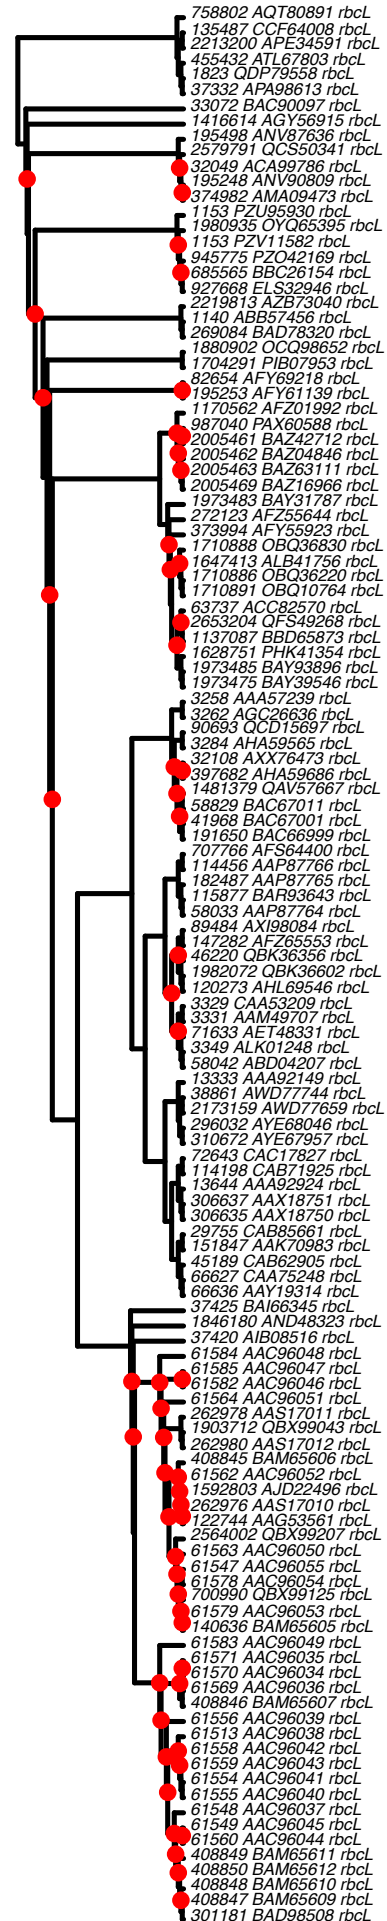 758802 AQT80891 rbcL
135487 CCF64008 rbcL
2213200 APE34591 rbcL
455432 ATL67803 rbcL
1823 QDP79558 rbcL
37332 APA98613 rbcL
33072 BAC90097 rbcL
1416614 AGY56915 rbcL
195498 ANV87636 rbcL
2579791 QCS50341 rbcL
32049 ACA99786 rbcL
195248 ANV90809 rbcL
374982 AMA09473 rbcL
1153 PZU95930 rbcL
1980935 OYQ65395 rbcL
1153 PZV11582 rbcL
945775 PZO42169 rbcL
685565 BBC26154 rbcL
927668 ELS32946 rbcL
2219813 AZB73040 rbcL
1140 ABB57456 rbcL
269084 BAD78320 rbcL
1880902 OCQ98652 rbcL
1704291 PIB07953 rbcL
82654 AFY69218 rbcL
195253 AFY61139 rbcL
1170562 AFZ01992 rbcL
987040 PAX60588 rbcL
2005461 BAZ42712 rbcL
2005462 BAZ04846 rbcL
2005463 BAZ63111 rbcL
2005469 BAZ16966 rbcL
1973483 BAY31787 rbcL
272123 AFZ55644 rbcL
373994 AFY55923 rbcL
1710888 OBQ36830 rbcL
1647413 ALB41756 rbcL
1710886 OBQ36220 rbcL
1710891 OBQ10764 rbcL
63737 ACC82570 rbcL
2653204 QFS49268 rbcL
1137087 BBD65873 rbcL
1628751 PHK41354 rbcL
1973485 BAY93896 rbcL
1973475 BAY39546 rbcL
3258 AAA57239 rbcL
3262 AGC26636 rbcL
90693 QCD15697 rbcL
3284 AHA59565 rbcL
32108 AXX76473 rbcL
397682 AHA59686 rbcL
1481379 QAV57667 rbcL
58829 BAC67011 rbcL
41968 BAC67001 rbcL
191650 BAC66999 rbcL
707766 AFS64400 rbcL
114456 AAP87766 rbcL
182487 AAP87765 rbcL
115877 BAR93643 rbcL
58033 AAP87764 rbcL
89484 AXI98084 rbcL
147282 AFZ65553 rbcL
46220 QBK36356 rbcL
1982072 QBK36602 rbcL
120273 AHL69546 rbcL
3329 CAA53209 rbcL
3331 AAM49707 rbcL
71633 AET48331 rbcL
3349 ALK01248 rbcL
58042 ABD04207 rbcL
13333 AAA92149 rbcL
38861 AWD77744 rbcL
2173159 AWD77659 rbcL
296032 AYE68046 rbcL
310672 AYE67957 rbcL
72643 CAC17827 rbcL
114198 CAB71925 rbcL
13644 AAA92924 rbcL
306637 AAX18751 rbcL
306635 AAX18750 rbcL
29755 CAB85661 rbcL
151847 AAK70983 rbcL
45189 CAB62905 rbcL
66627 CAA75248 rbcL
66636 AAY19314 rbcL
37425 BAI66345 rbcL
1846180 AND48323 rbcL
37420 AIB08516 rbcL
61584 AAC96048 rbcL
61585 AAC96047 rbcL
61582 AAC96046 rbcL
61564 AAC96051 rbcL
262978 AAS17011 rbcL
1903712 QBX99043 rbcL
262980 AAS17012 rbcL
408845 BAM65606 rbcL
61562 AAC96052 rbcL
1592803 AJD22496 rbcL
262976 AAS17010 rbcL
122744 AAG53561 rbcL
2564002 QBX99207 rbcL
61563 AAC96050 rbcL
61547 AAC96055 rbcL
61578 AAC96054 rbcL
700990 QBX99125 rbcL
61579 AAC96053 rbcL
140636 BAM65605 rbcL
61583 AAC96049 rbcL
61571 AAC96035 rbcL
61570 AAC96034 rbcL
61569 AAC96036 rbcL
408846 BAM65607 rbcL
61556 AAC96039 rbcL
61513 AAC96038 rbcL
61558 AAC96042 rbcL
61559 AAC96043 rbcL
61554 AAC96041 rbcL
61555 AAC96040 rbcL
61548 AAC96037 rbcL
61549 AAC96045 rbcL
61560 AAC96044 rbcL
408849 BAM65611 rbcL
408850 BAM65612 rbcL
408848 BAM65610 rbcL
408847 BAM65609 rbcL
301181 BAD98508 rbcL